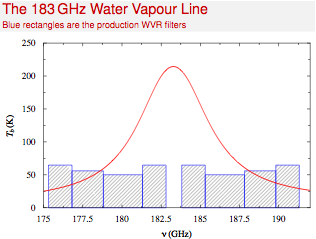 The 183 GHz Water Vapour Line
Blue rectangles are the production WVR filters
250
200
150
100
50
0
T_b (K)
175 177.5 180 182.5 185 187.5 190
ν (GHz)